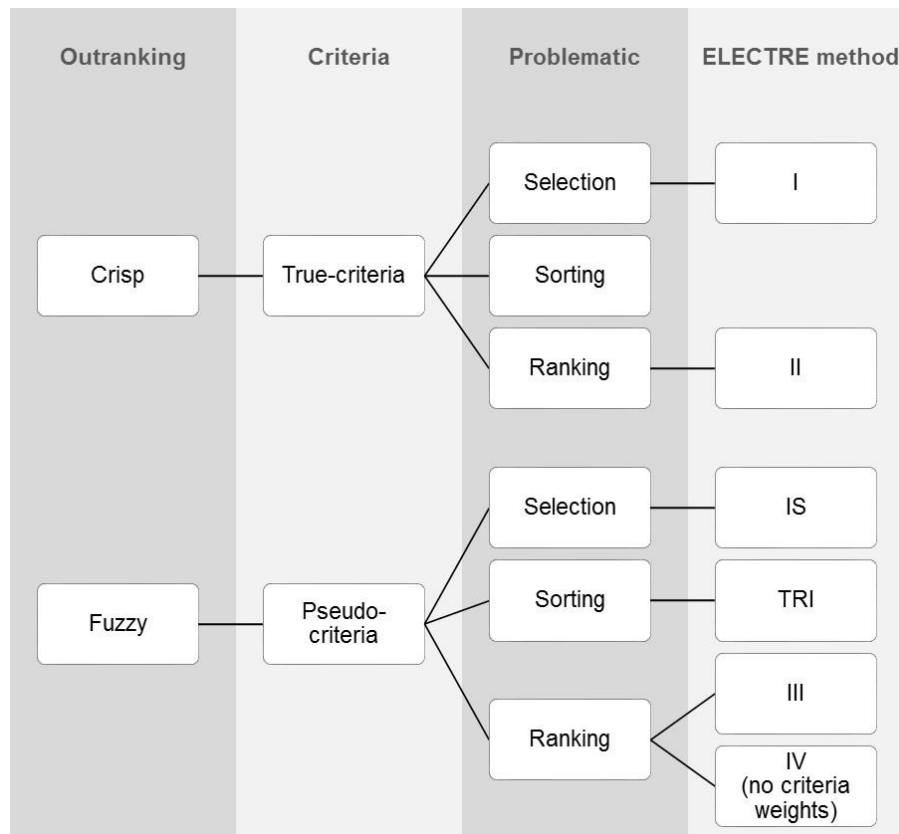 Outranking Criteria Problematic ELECTRE method
Selection I
Crisp True-criteria Sorting
Ranking II
Selection IS
Sorting TRI
Fuzzy Pseudo-
criteria
III
Ranking
IV
(no criteria
weights)